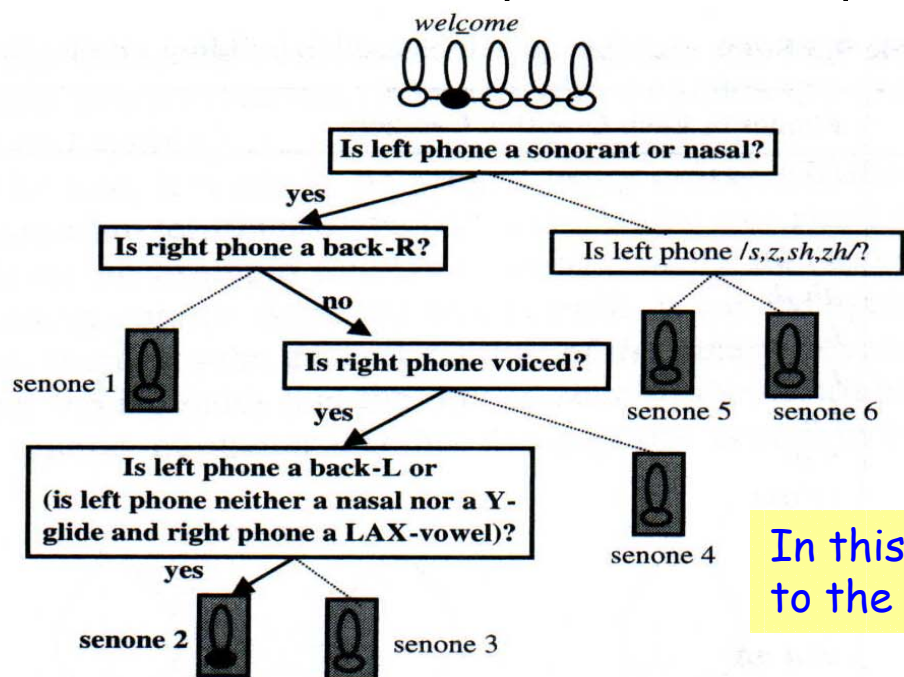 welcome
Is left phone a sonorant or nasal?
yes
Is right phone a back-R?
Is left phone /s,z,sh,zh/?
no
senone 1
Is right phone voiced?
senone 5
senone 6
yes
Is left phone a back-L or
(is left phone neither a nasal nor a Y-
glide and right phone a LAX-vowel)?
senone 4
yes
senone 2
senone 3
In this
to the